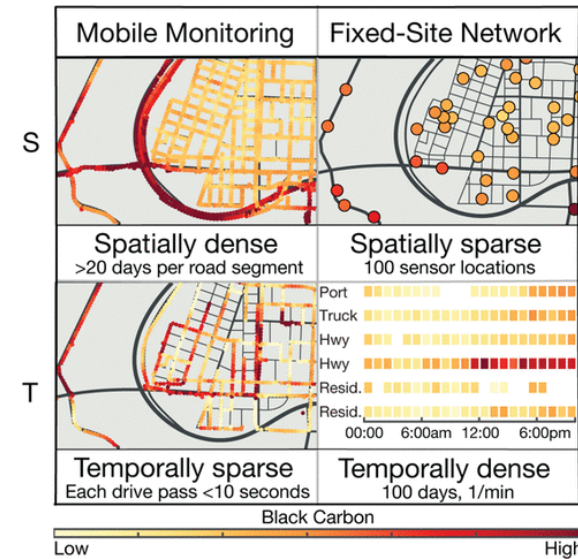 Mobile Monitoring
Fixed-Site Network
S
Spatially dense
>20 days per road segment
Spatially sparse
100 sensor locations
T
Port
Truck
Hwy
Hwy
Resid.
Resid.
00:00 6:00am 12:00 6:00pm
Temporally sparse
Each drive pass <10 seconds
Temporally dense
100 days, 1/min
Black Carbon
Low High